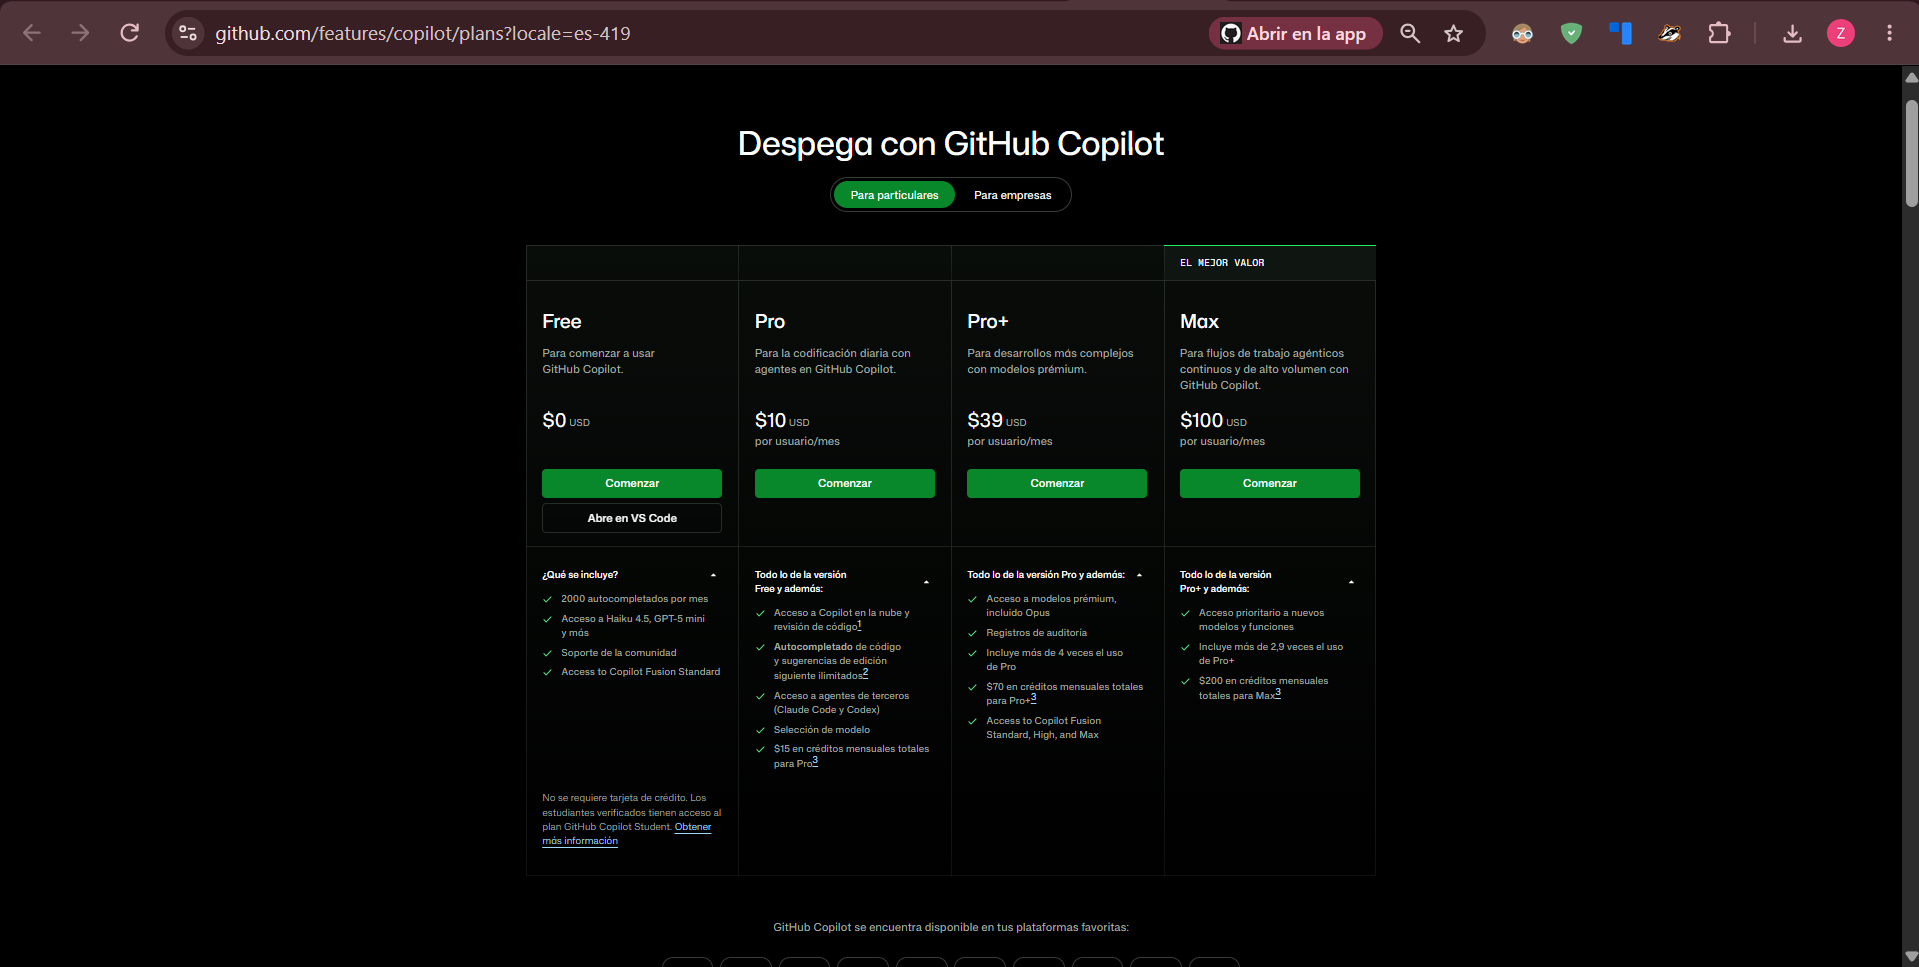 github.com/features/copilot/plans?locale=es-419
Abrir en la app
Z
Despega con GitHub Copilot
Para particulares
Para empresas
EL MEJOR VALOR
Free
Para comenzar a usar
GitHub Copilot.
$0 USD
Comenzar
Abre en VS Code
¿Qué se incluye?
2000 autocompletados por mes
Acceso a Haiku 4.5, GPT-5 mini
y más
Soporte de la comunidad
Access to Copilot Fusion Standard
No se requiere tarjeta de crédito. Los
estudiantes verificados tienen acceso al
plan GitHub Copilot Student. Obtener
más información
Pro
Para la codificación diaria con
agentes en GitHub Copilot.
$10 USD
por usuario/mes
Comenzar
Todo lo de la versión
Free y además:
Acceso a Copilot en la nube y
revisión de código1
Autocompletado de código
y sugerencias de edición
siguiente ilimitados2
Acceso a agentes de terceros
(Claude Code y Codex)
Selección de modelo
$15 en créditos mensuales totales
para Pro3
Pro+
Para desarrollos más complejos
con modelos prémium.
$39 USD
por usuario/mes
Comenzar
Todo lo de la versión Pro y además:
Acceso a modelos prémium,
incluido Opus
Registros de auditoría
Incluye más de 4 veces el uso
de Pro
$70 en créditos mensuales totales
para Pro+3
Access to Copilot Fusion
Standard, High, and Max
Max
Para flujos de trabajo agénticos
continuos y de alto volumen con
GitHub Copilot.
$100 USD
por usuario/mes
Comenzar
Todo lo de la versión
Pro+ y además:
Acceso prioritario a nuevos
modelos y funciones
Incluye más de 2,9 veces el uso
de Pro+
$200 en créditos mensuales
totales para Max3
GitHub Copilot se encuentra disponible en tus plataformas favoritas: